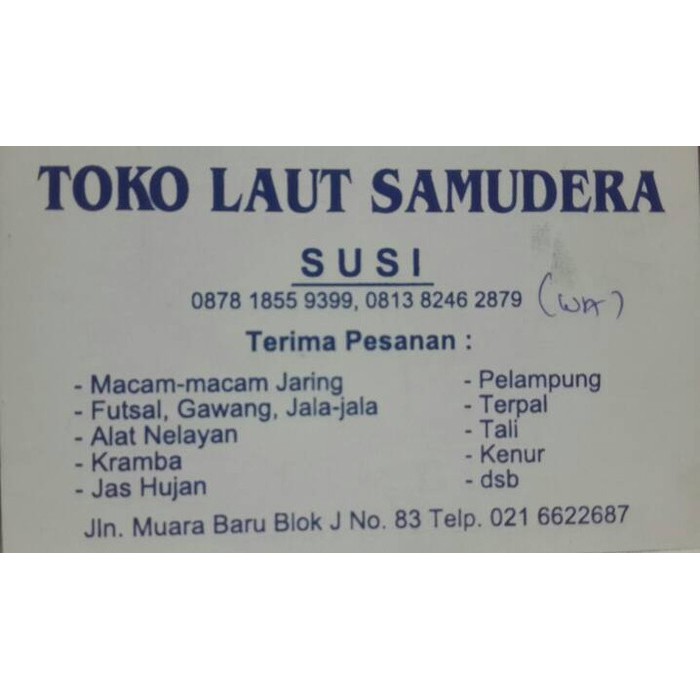 TOKO LAUT SAMUDERA
SUSI
0878 1855 9399, 0813 8246 2879 (WA)
Terima Pesanan :
- Macam-macam Jaring
- Futsal, Gawang, Jala-jala
- Alat Nelayan
- Kramba
- Jas Hujan
- Pelampung
- Terpal
- Tali
- Kenur
- dsb
Jln. Muara Baru Blok J No. 83 Telp. 021 6622687